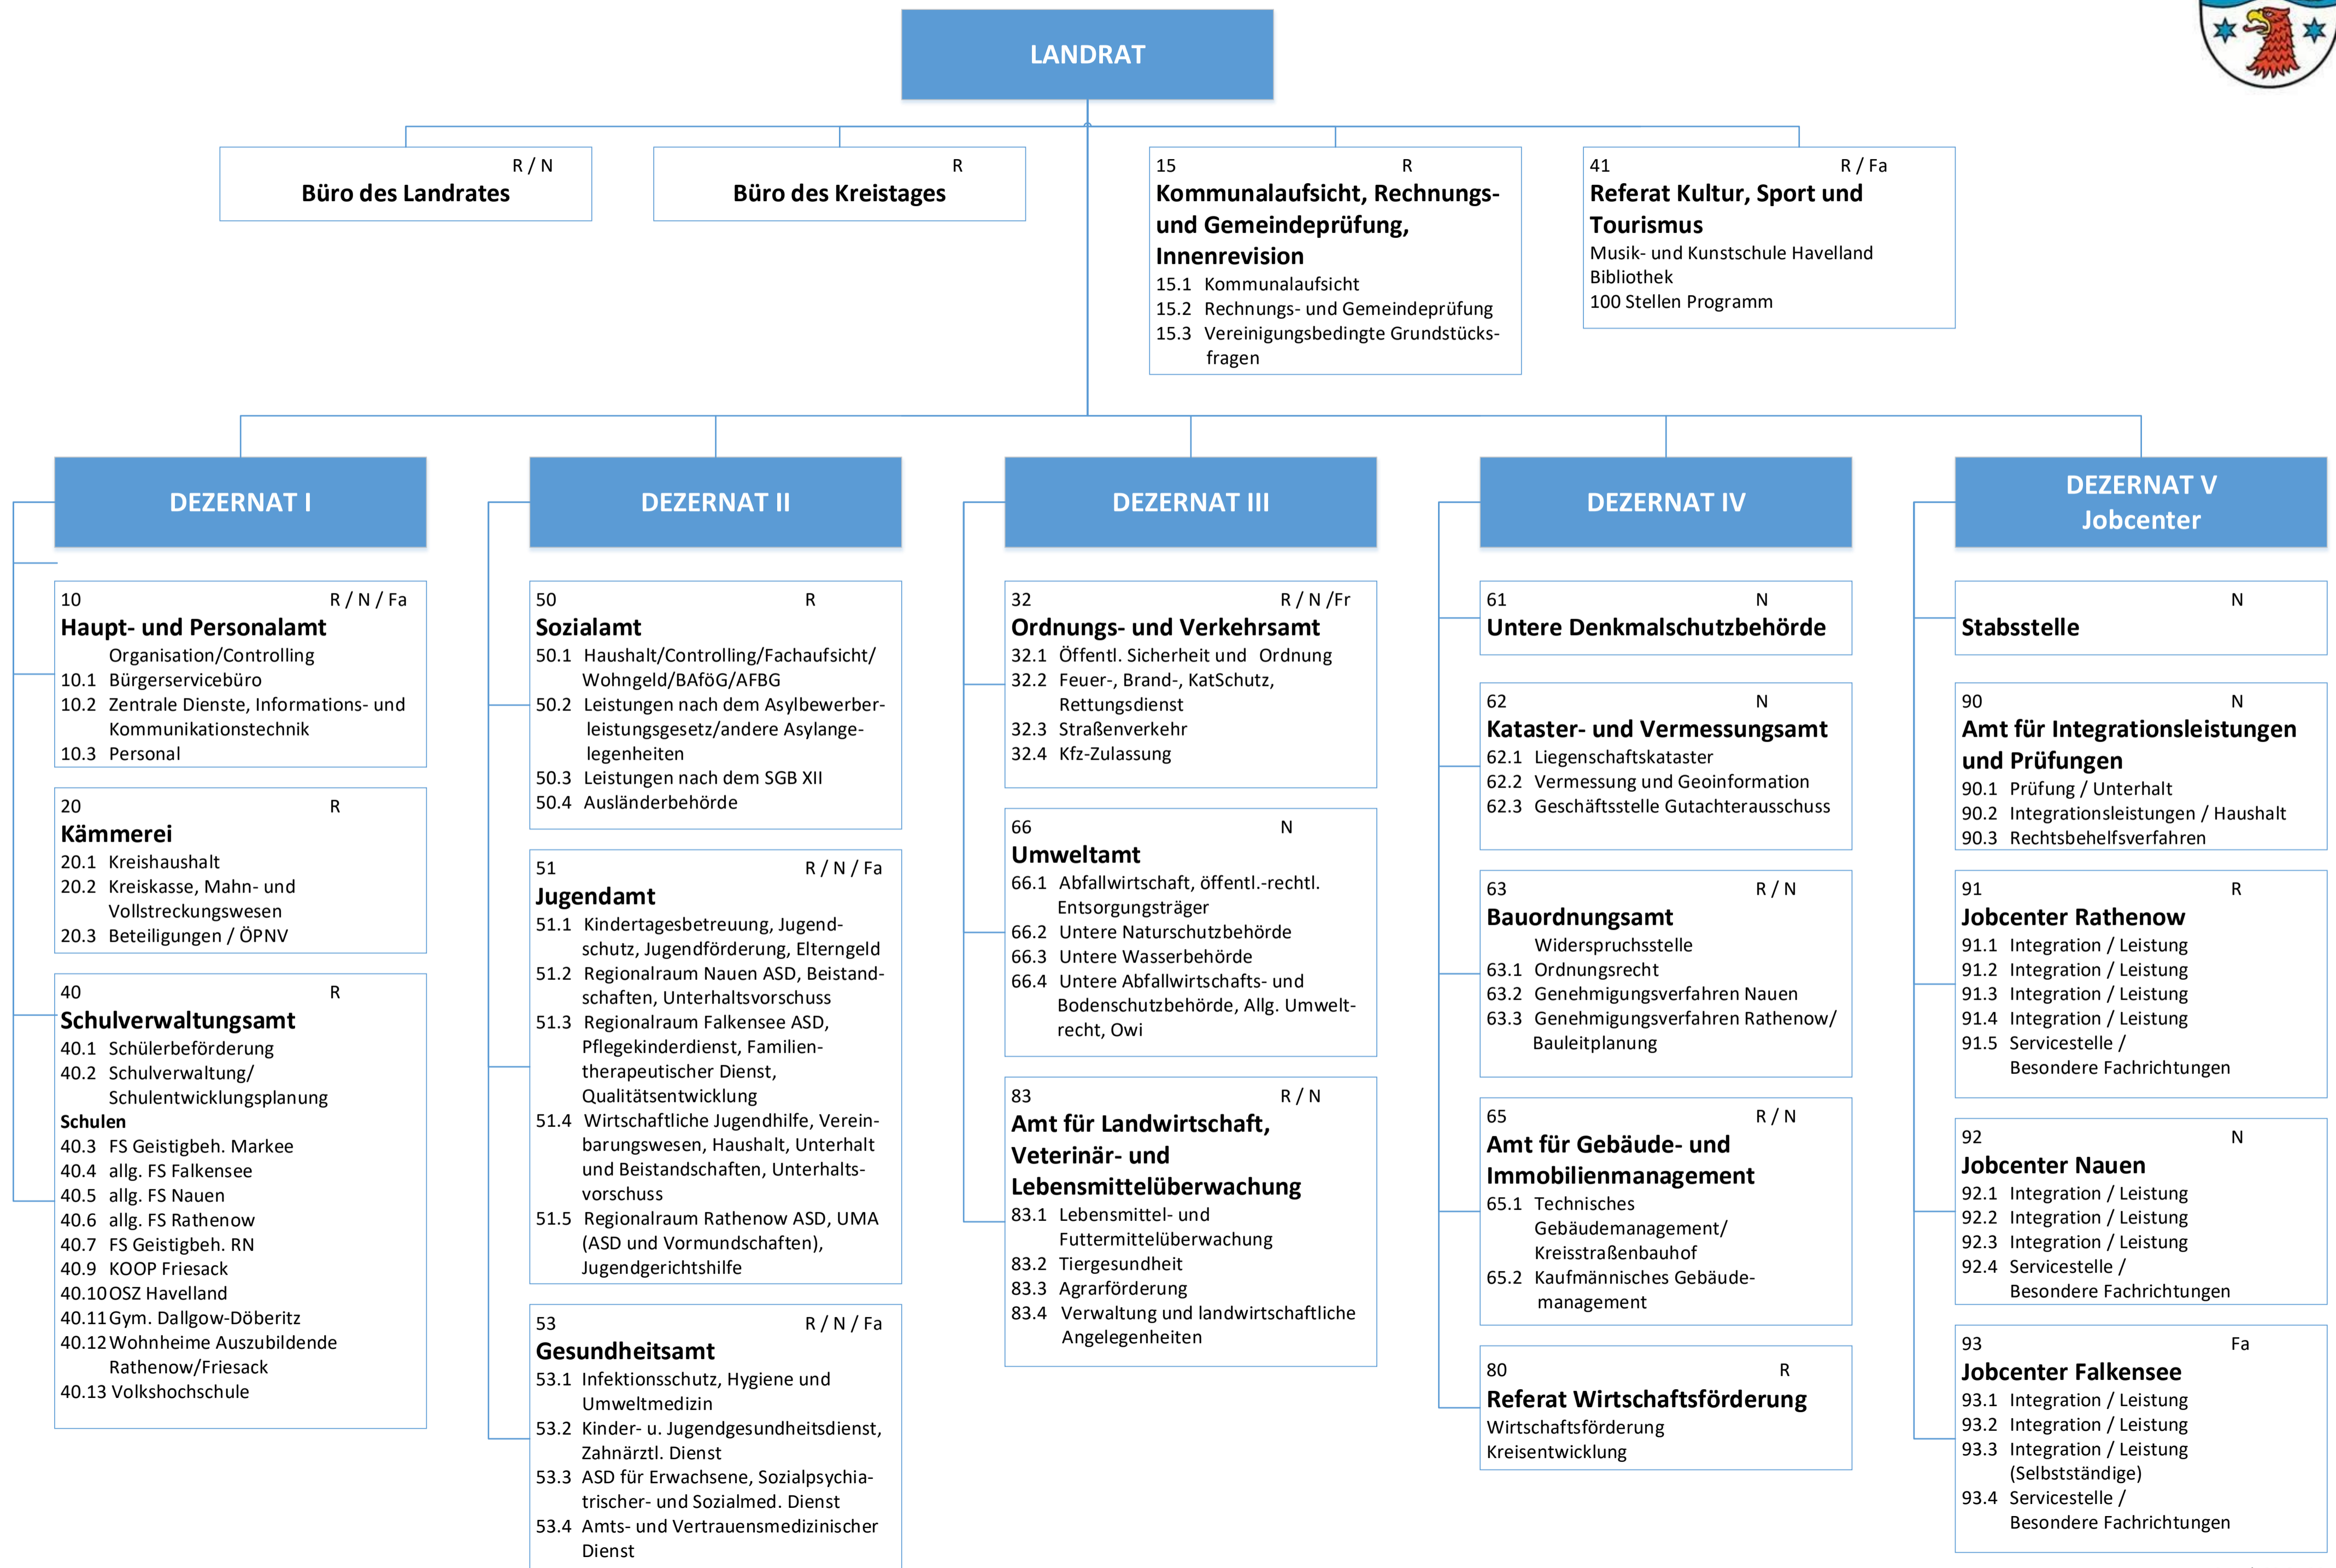 LANDRAT
R / N
Büro des Landrates
R
Büro des Kreistages
15 R
Kommunalaufsicht, Rechnungs-
und Gemeindeprüfung,
Innenrevision
15.1 Kommunalaufsicht
15.2 Rechnungs- und Gemeindeprüfung
15.3 Vereinigungsbedingte Grundstücks-
fragen
41 R / Fa
Referat Kultur, Sport und
Tourismus
Musik- und Kunstschule Havelland
Bibliothek
100 Stellen Programm
DEZERNAT I
10 R / N / Fa
Haupt- und Personalamt
Organisation/Controlling
10.1 Bürgerservicebüro
10.2 Zentrale Dienste, Informations- und
Kommunikationstechnik
10.3 Personal
20 R
Kämmerei
20.1 Kreishaushalt
20.2 Kreiskasse, Mahn- und
Vollstreckungswesen
20.3 Beteiligungen / ÖPNV
40 R
Schulverwaltungsamt
40.1 Schülerbeförderung
40.2 Schulverwaltung/
Schulentwicklungsplanung
Schulen
40.3 FS Geistigbeh. Markee
40.4 allg. FS Falkensee
40.5 allg. FS Nauen
40.6 allg. FS Rathenow
40.7 FS Geistigbeh. RN
40.9 KOOP Friesack
40.10 OSZ Havelland
40.11 Gym. Dallgow-Döberitz
40.12 Wohnheime Auszubildende
Rathenow/Friesack
40.13 Volkshochschule
DEZERNAT II
50 R
Sozialamt
50.1 Haushalt/Controlling/Fachaufsicht/
Wohngeld/BAföG/AFBG
50.2 Leistungen nach dem Asylbewerber-
leistungsgesetz/andere Asylange-
legenheiten
50.3 Leistungen nach dem SGB XII
50.4 Ausländerbehörde
51 R / N / Fa
Jugendamt
51.1 Kindertagesbetreuung, Jugend-
schutz, Jugendförderung, Elterngeld
51.2 Regionalraum Nauen ASD, Beistand-
schaften, Unterhaltsvorschuss
51.3 Regionalraum Falkensee ASD,
Pflegekinderdienst, Familien-
therapeutischer Dienst,
Qualitätsentwicklung
51.4 Wirtschaftliche Jugendhilfe, Verein-
barungswesen, Haushalt, Unterhalt
und Beistandschaften, Unterhalts-
vorschuss
51.5 Regionalraum Rathenow ASD, UMA
(ASD und Vormundschaften),
Jugendgerichtshilfe
53 R / N / Fa
Gesundheitsamt
53.1 Infektionsschutz, Hygiene und
Umweltmedizin
53.2 Kinder- u. Jugendgesundheitsdienst,
Zahnärztl. Dienst
53.3 ASD für Erwachsene, Sozialpsychia-
trischer- und Sozialmed. Dienst
53.4 Amts- und Vertrauensmedizinischer
Dienst
DEZERNAT III
32 R / N /Fr
Ordnungs- und Verkehrsamt
32.1 Öffentl. Sicherheit und Ordnung
32.2 Feuer-, Brand-, KatSchutz,
Rettungsdienst
32.3 Straßenverkehr
32.4 Kfz-Zulassung
66 N
Umweltamt
66.1 Abfallwirtschaft, öffentl.-rechtl.
Entsorgungsträger
66.2 Untere Naturschutzbehörde
66.3 Untere Wasserbehörde
66.4 Untere Abfallwirtschafts- und
Bodenschutzbehörde, Allg. Umwelt-
recht, Owi
83 R / N
Amt für Landwirtschaft,
Veterinär- und
Lebensmittelüberwachung
83.1 Lebensmittel- und
Futtermittelüberwachung
83.2 Tiergesundheit
83.3 Agrarförderung
83.4 Verwaltung und landwirtschaftliche
Angelegenheiten
DEZERNAT IV
61 N
Untere Denkmalschutzbehörde
62 N
Kataster- und Vermessungsamt
62.1 Liegenschaftskataster
62.2 Vermessung und Geoinformation
62.3 Geschäftsstelle Gutachterausschuss
63 R / N
Bauordnungsamt
Widerspruchsstelle
63.1 Ordnungsrecht
63.2 Genehmigungsverfahren Nauen
63.3 Genehmigungsverfahren Rathenow/
Bauleitplanung
65 R / N
Amt für Gebäude- und
Immobilienmanagement
65.1 Technisches
Gebäudemanagement/
Kreisstraßenbauhof
65.2 Kaufmännisches Gebäude-
management
80 R
Referat Wirtschaftsförderung
Wirtschaftsförderung
Kreisentwicklung
DEZERNAT V
Jobcenter
N
Stabsstelle
90 N
Amt für Integrationsleistungen
und Prüfungen
90.1 Prüfung / Unterhalt
90.2 Integrationsleistungen / Haushalt
90.3 Rechtsbehelfsverfahren
91 R
Jobcenter Rathenow
91.1 Integration / Leistung
91.2 Integration / Leistung
91.3 Integration / Leistung
91.4 Integration / Leistung
91.5 Servicestelle /
Besondere Fachrichtungen
92 N
Jobcenter Nauen
92.1 Integration / Leistung
92.2 Integration / Leistung
92.3 Integration / Leistung
92.4 Servicestelle /
Besondere Fachrichtungen
93 Fa
Jobcenter Falkensee
93.1 Integration / Leistung
93.2 Integration / Leistung
93.3 Integration / Leistung
(Selbstständige)
93.4 Servicestelle /
Besondere Fachrichtungen